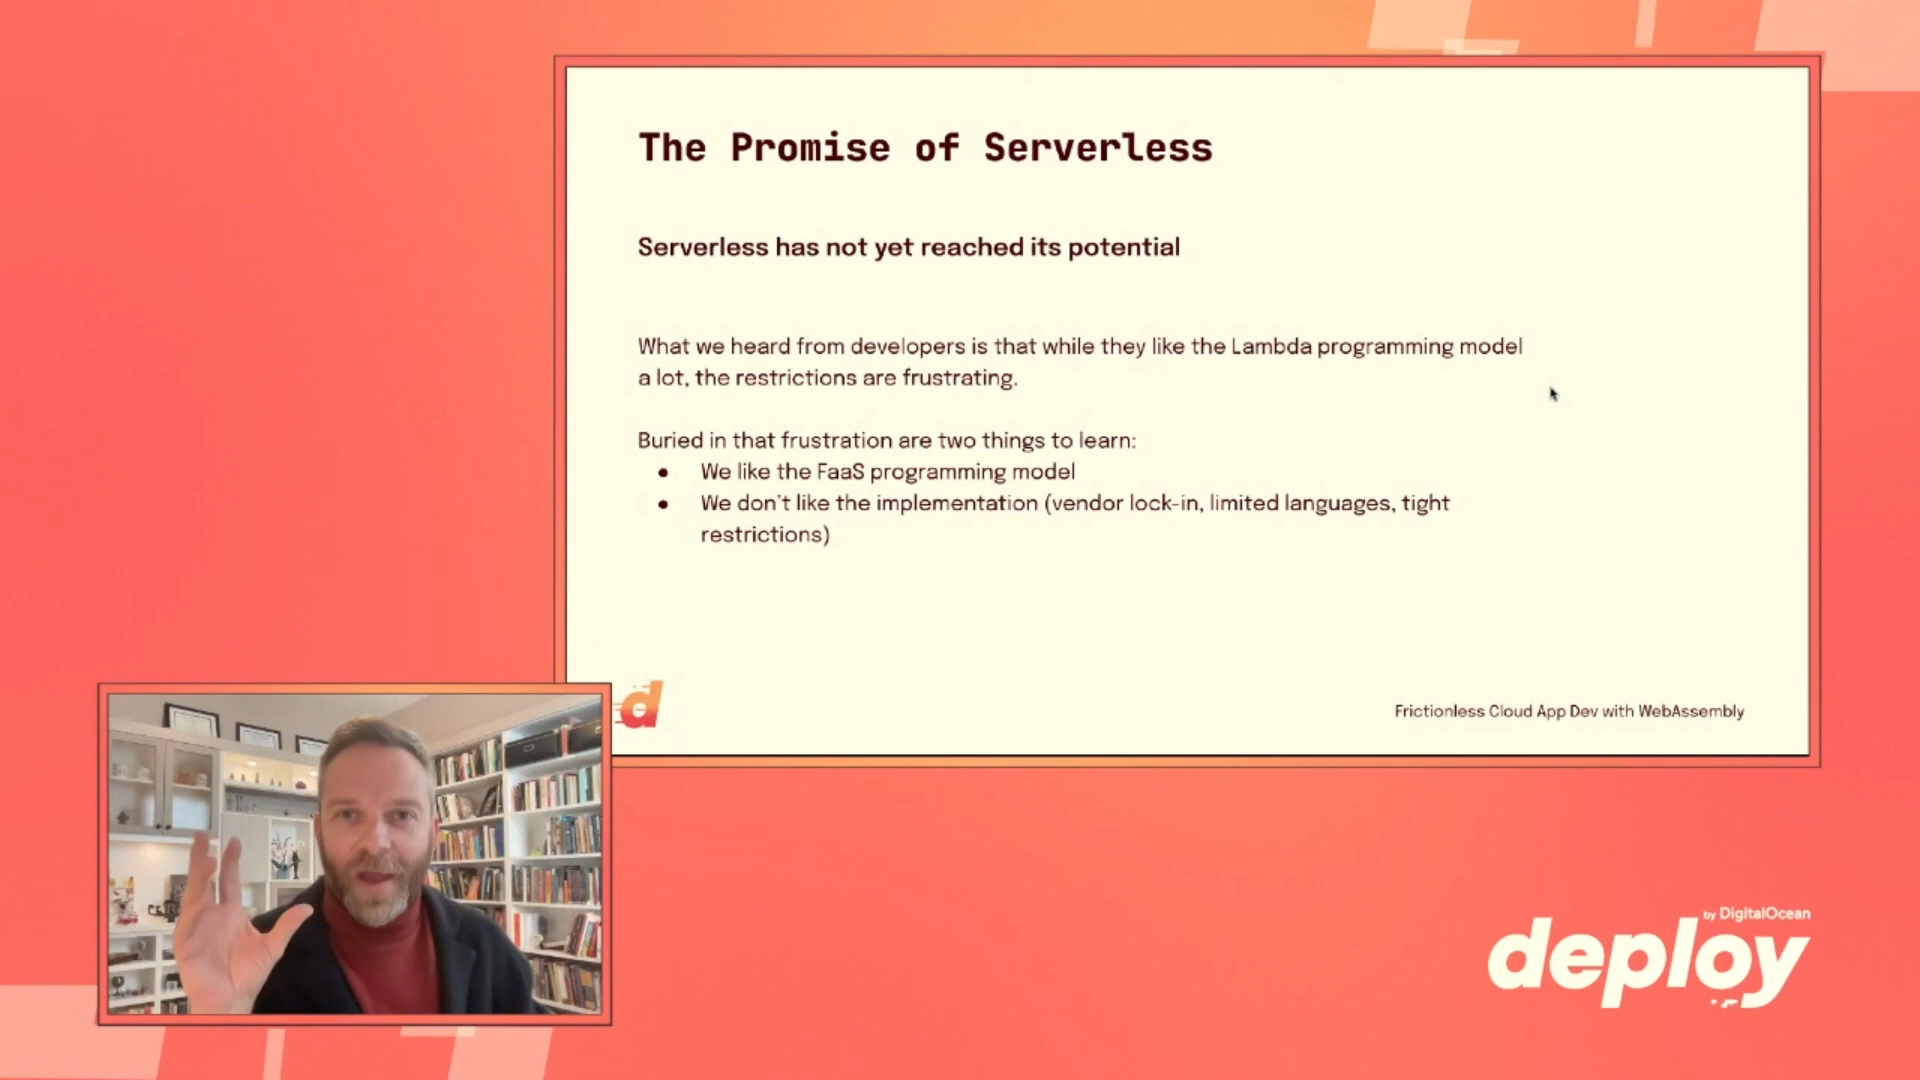 The Promise of Serverless
Serverless has not yet reached its potential
What we heard from developers is that while they like the Lambda programming model
a lot, the restrictions are frustrating.
Buried in that frustration are two things to learn:
● We like the FaaS programming model
● We don't like the implementation (vendor lock-in, limited languages, tight
restrictions)
d
Frictionless Cloud App Dev with WebAssembly
by DigitalOcean
deploy